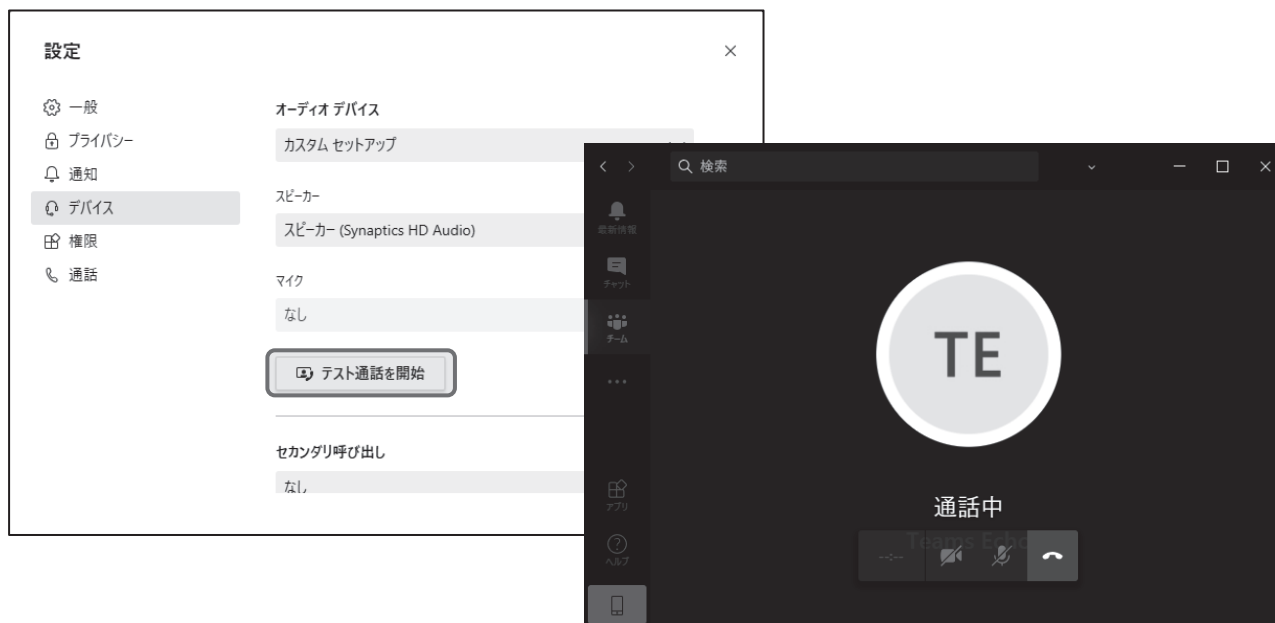 設定
一般
プライバシー
通知
デバイス
権限
通話
オーディオ デバイス
カスタム セットアップ
スピーカー
スピーカー (Synaptics HD Audio)
マイク
なし
テスト通話を開始
セカンダリ呼び出し
なし
検索
最新情報
チャット
チーム
アプリ
ヘルプ
TE
通話中
Teams Echo
--:--